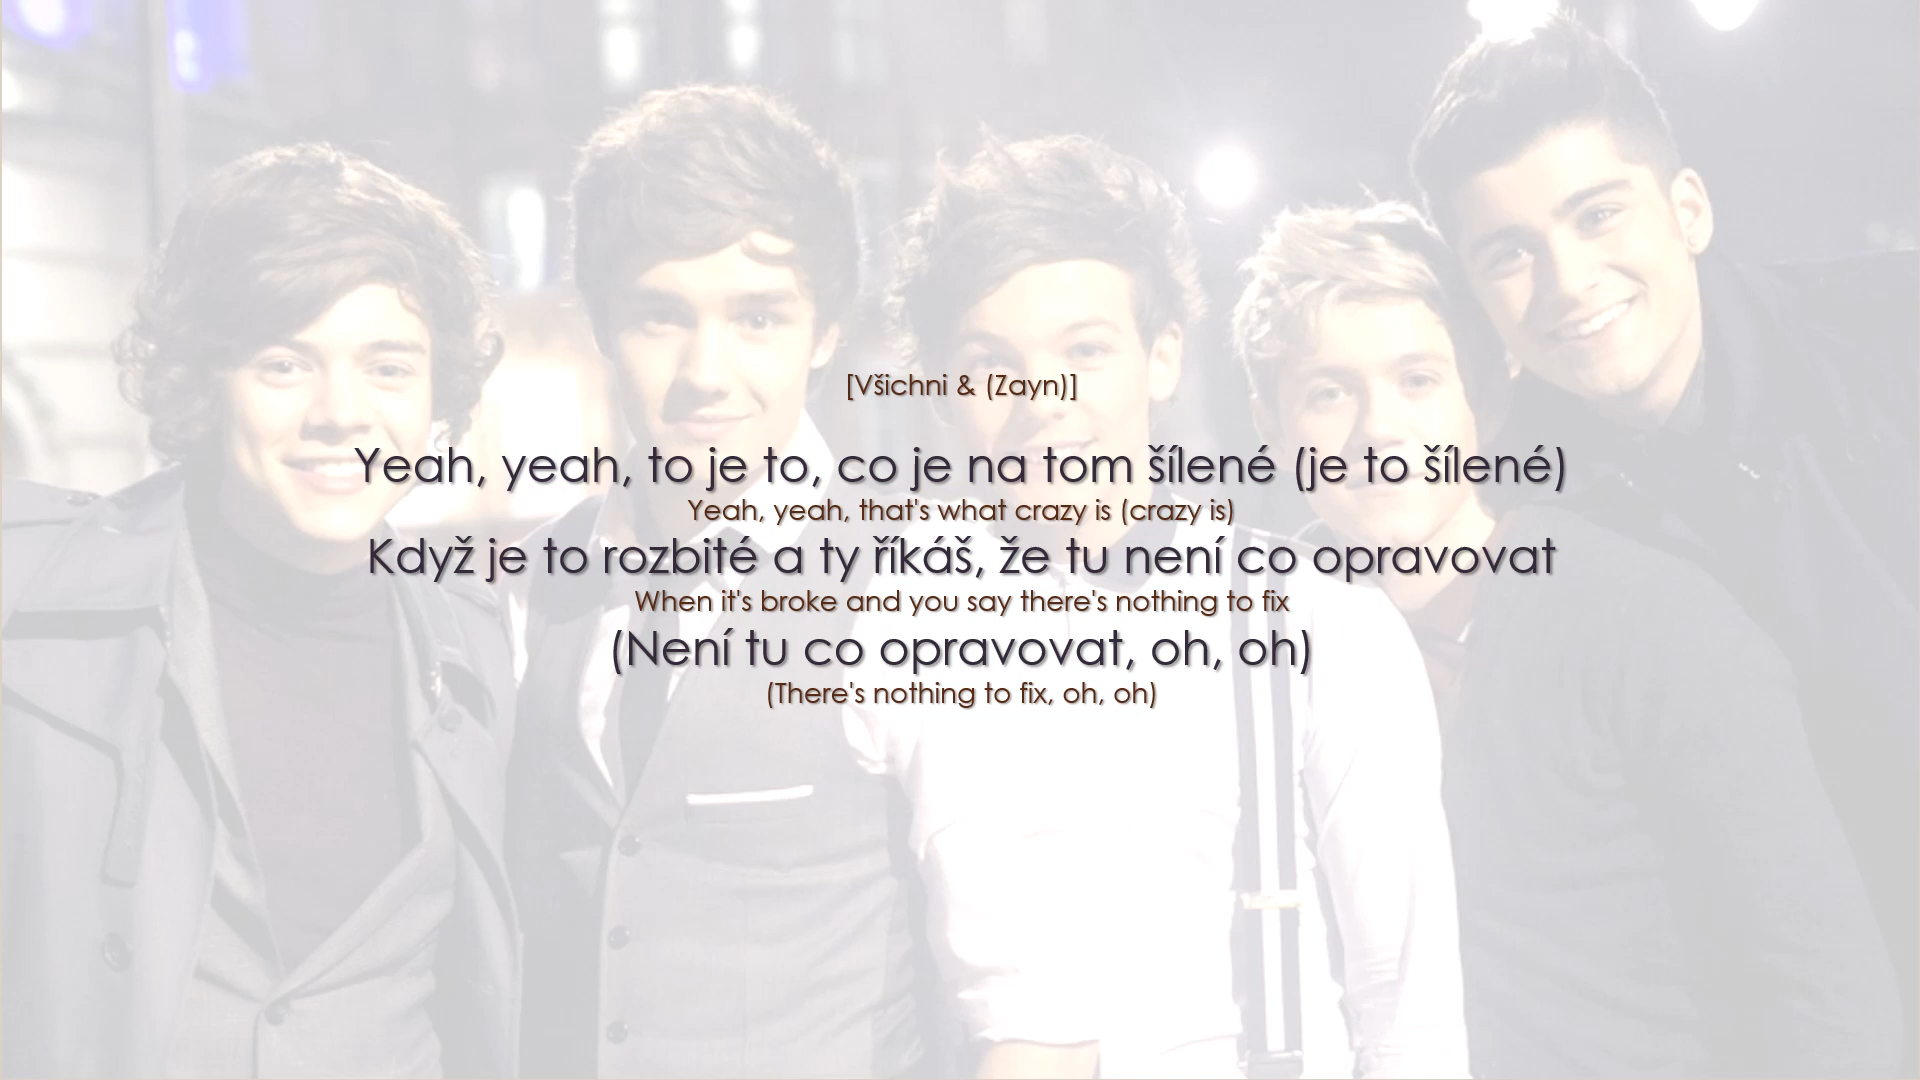 [Všichni & (Zayn)]
Yeah, yeah, to je to, co je na tom šílené (je to šílené)
Yeah, yeah, that's what crazy is (crazy is)
Když je to rozbité a ty říkáš, že tu není co opravovat
When it's broke and you say there's nothing to fix
(Není tu co opravovat, oh, oh)
(There's nothing to fix, oh, oh)